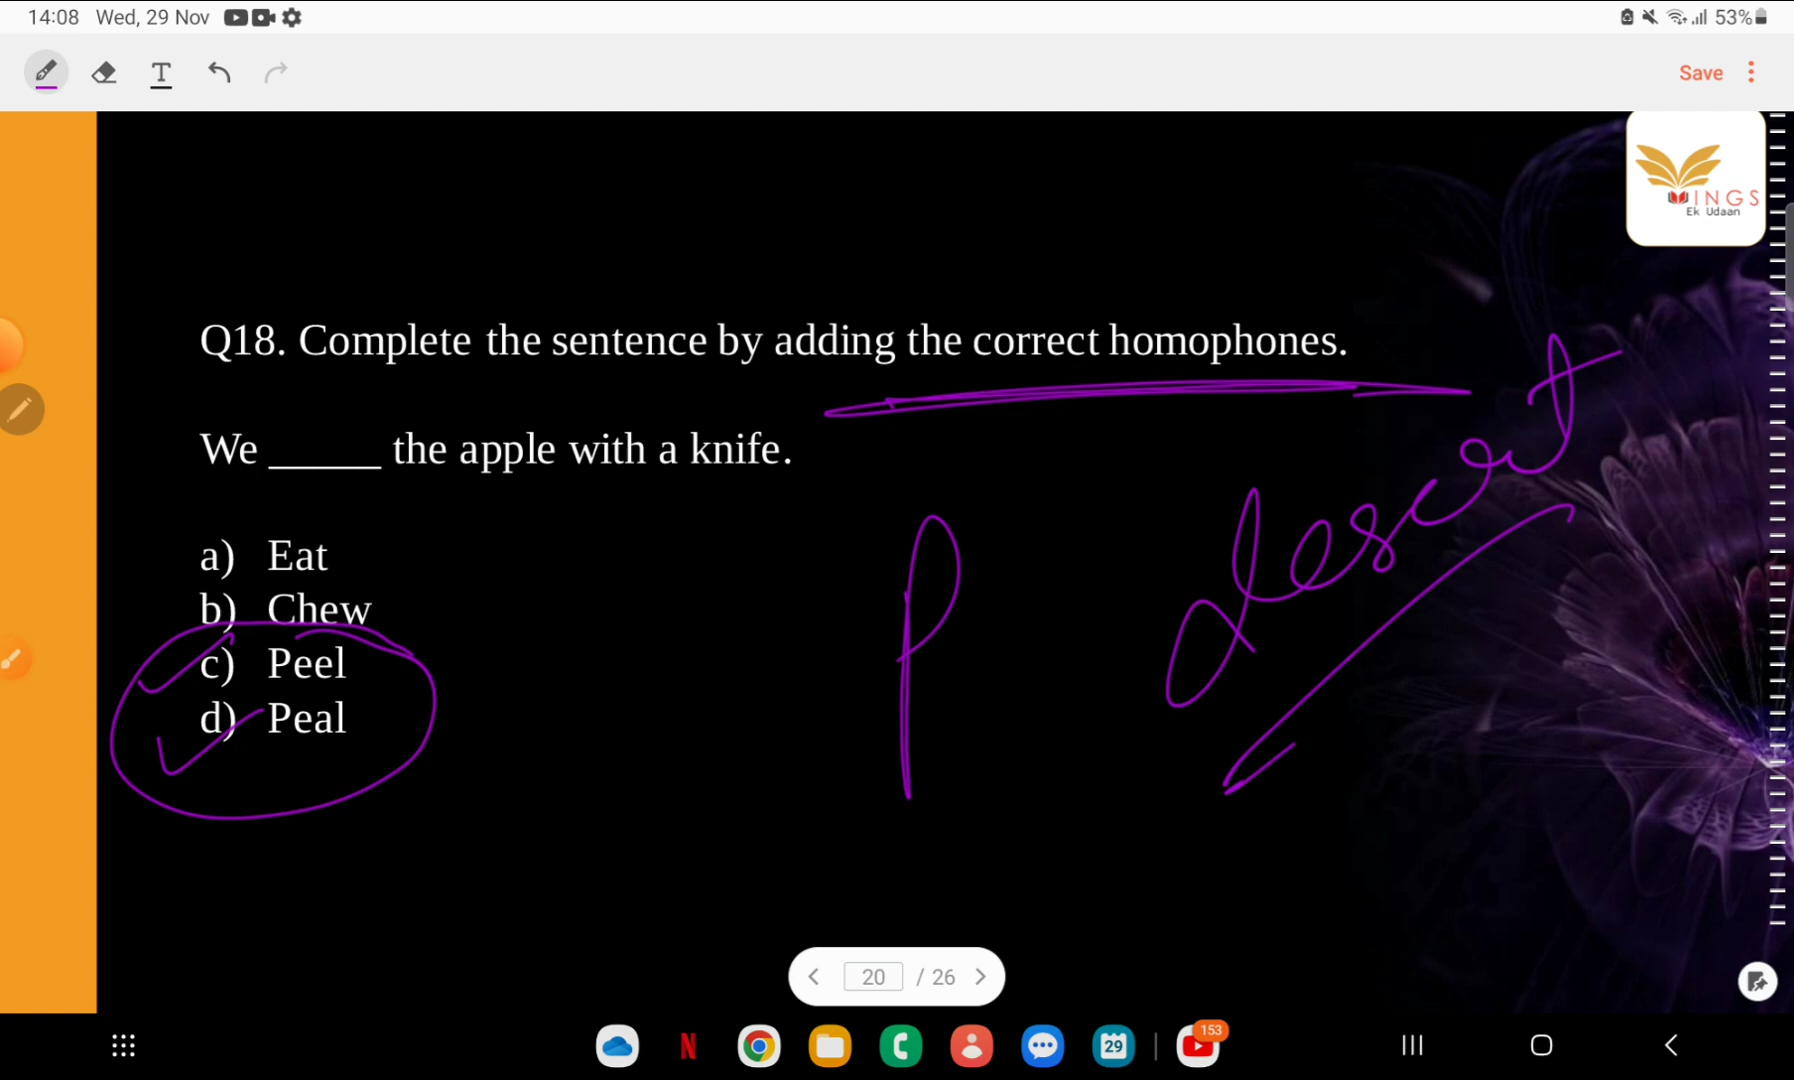 14:08 Wed, 29 Nov
53%
T
Save
WINGS
Ek Udaan
Q18. Complete the sentence by adding the correct homophones.
We _____ the apple with a knife.
a) Eat
b) Chew
c) Peel
d) Peal
P
desert
20 / 26
N
29
153